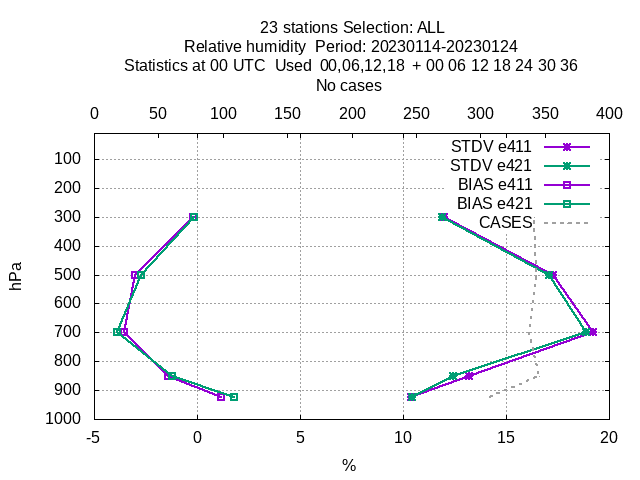 23 stations Selection: ALL
Relative humidity  Period: 20230114-20230124
Statistics at 00 UTC  Used  00,06,12,18  + 00 06 12 18 24 30 36
No cases
0 50 100 150 200 250 300 350 400
STDV e411
STDV e421
BIAS e411
BIAS e421
CASES
100
200
300
400
500
600
700
800
900
1000
hPa
-5 0 5 10 15 20
%